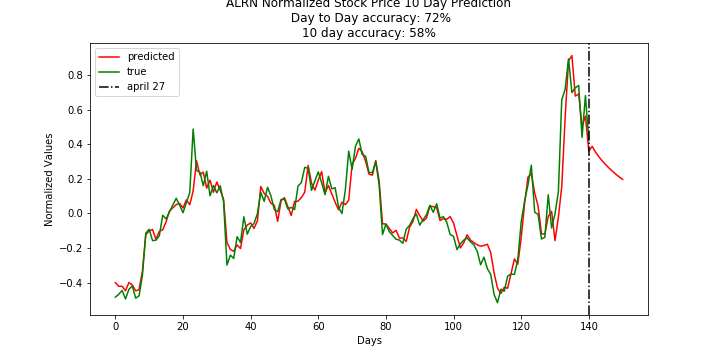 ALRN Normalized Stock Price 10 Day Prediction
Day to Day accuracy: 72%
10 day accuracy: 58%
predicted
true
april 27
Normalized Values
0.8
0.6
0.4
0.2
0.0
−0.2
−0.4
0 20 40 60 80 100 120 140
Days